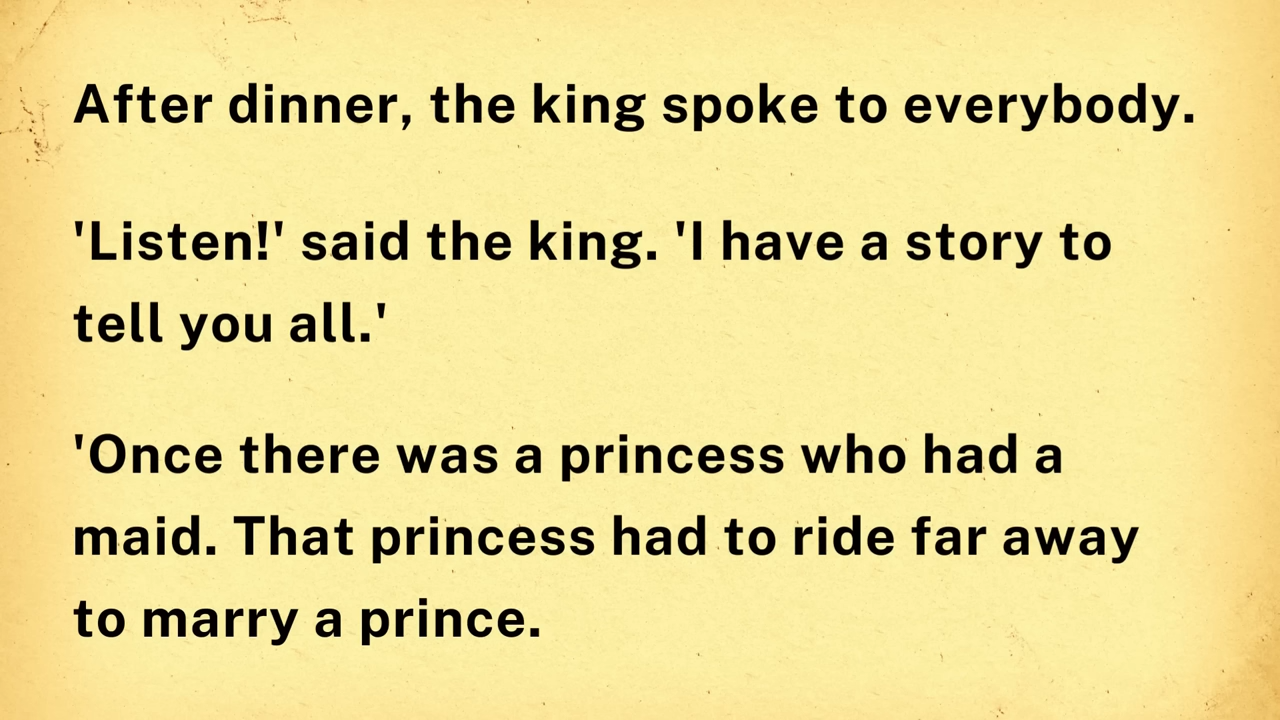 After dinner, the king spoke to everybody.
'Listen!' said the king. 'I have a story to
tell you all.'
'Once there was a princess who had a
maid. That princess had to ride far away
to marry a prince.